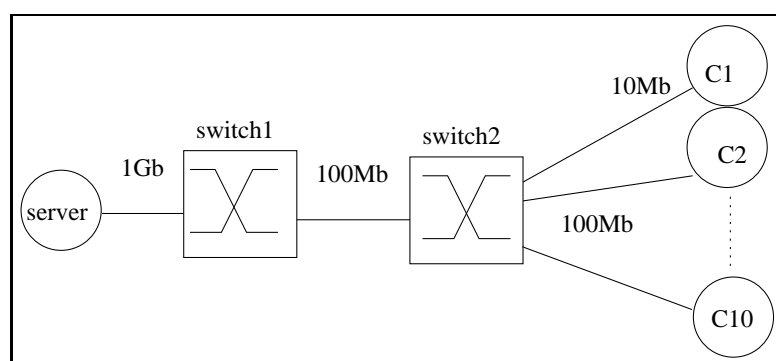 server
1Gb
switch1
100Mb
switch2
10Mb
100Mb
C1
C2
C10